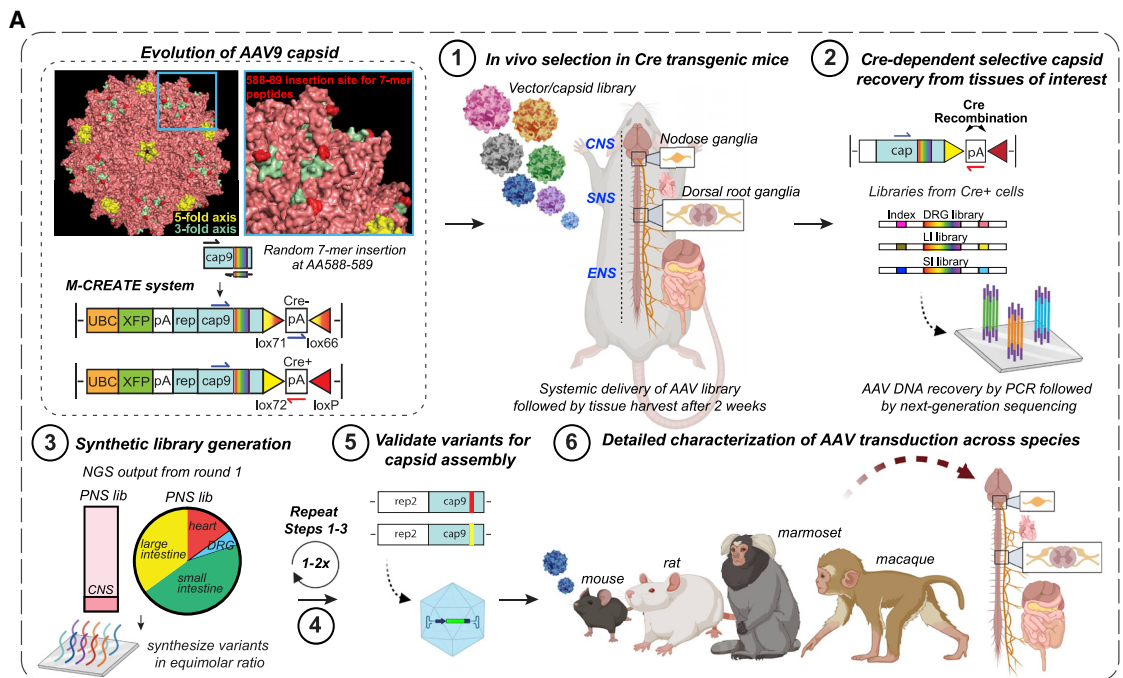 A
Evolution of AAV9 capsid
588-89 insertion site for 7-mer
peptides
5-fold axis
3-fold axis
cap9
Random 7-mer insertion
at AA588-589
M-CREATE system
Cre-
UBC XFP pA rep cap9 pA
lox71 lox66
Cre+
UBC XFP pA rep cap9 pA
lox72 loxP
1 In vivo selection in Cre transgenic mice
Vector/capsid library
CNS
Nodose ganglia
SNS
Dorsal root ganglia
ENS
Systemic delivery of AAV library
followed by tissue harvest after 2 weeks
2 Cre-dependent selective capsid
recovery from tissues of interest
Cre
Recombination
cap pA
Libraries from Cre+ cells
Index DRG library
LI library
SI library
AAV DNA recovery by PCR followed
by next-generation sequencing
3 Synthetic library generation
NGS output from round 1
PNS lib PNS lib
CNS
heart
DRG
large
intestine
small
intestine
synthesize variants
in equimolar ratio
Repeat
Steps 1-3
1-2x
4
5 Validate variants for
capsid assembly
rep2 cap9
rep2 cap9
6 Detailed characterization of AAV transduction across species
mouse
rat
marmoset
macaque